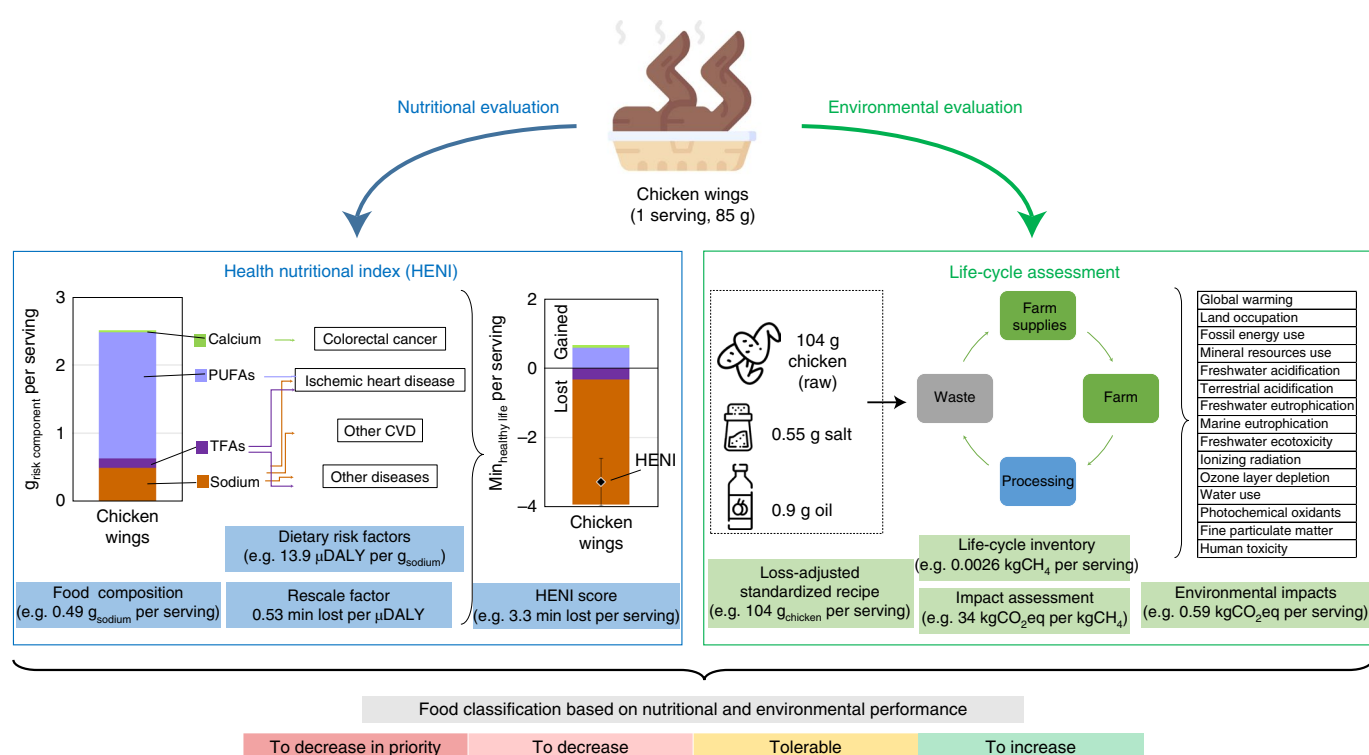 Nutritional evaluation
Environmental evaluation
Chicken wings
(1 serving, 85 g)
Health nutritional index (HENI)
g risk component per serving
3
2
1
0
Chicken
wings
Calcium
PUFAs
TFAs
Sodium
Colorectal cancer
Ischemic heart disease
Other CVD
Other diseases
Min healthy life per serving
Lost
Gained
2
0
−2
−4
HENI
Chicken
wings
Dietary risk factors
(e.g. 13.9 μDALY per g sodium)
Food composition
(e.g. 0.49 g sodium per serving)
Rescale factor
0.53 min lost per μDALY
HENI score
(e.g. 3.3 min lost per serving)
Life-cycle assessment
104 g
chicken
(raw)
0.55 g salt
0.9 g oil
Farm
supplies
Waste
Farm
Processing
Global warming
Land occupation
Fossil energy use
Mineral resources use
Freshwater acidification
Terrestrial acidification
Freshwater eutrophication
Marine eutrophication
Freshwater ecotoxicity
Ionizing radiation
Ozone layer depletion
Water use
Photochemical oxidants
Fine particulate matter
Human toxicity
Loss-adjusted
standardized recipe
(e.g. 104 g chicken per serving)
Life-cycle inventory
(e.g. 0.0026 kgCH4 per serving)
Impact assessment
(e.g. 34 kgCO2eq per kgCH4)
Environmental impacts
(e.g. 0.59 kgCO2eq per serving)
Food classification based on nutritional and environmental performance
To decrease in priority
To decrease
Tolerable
To increase